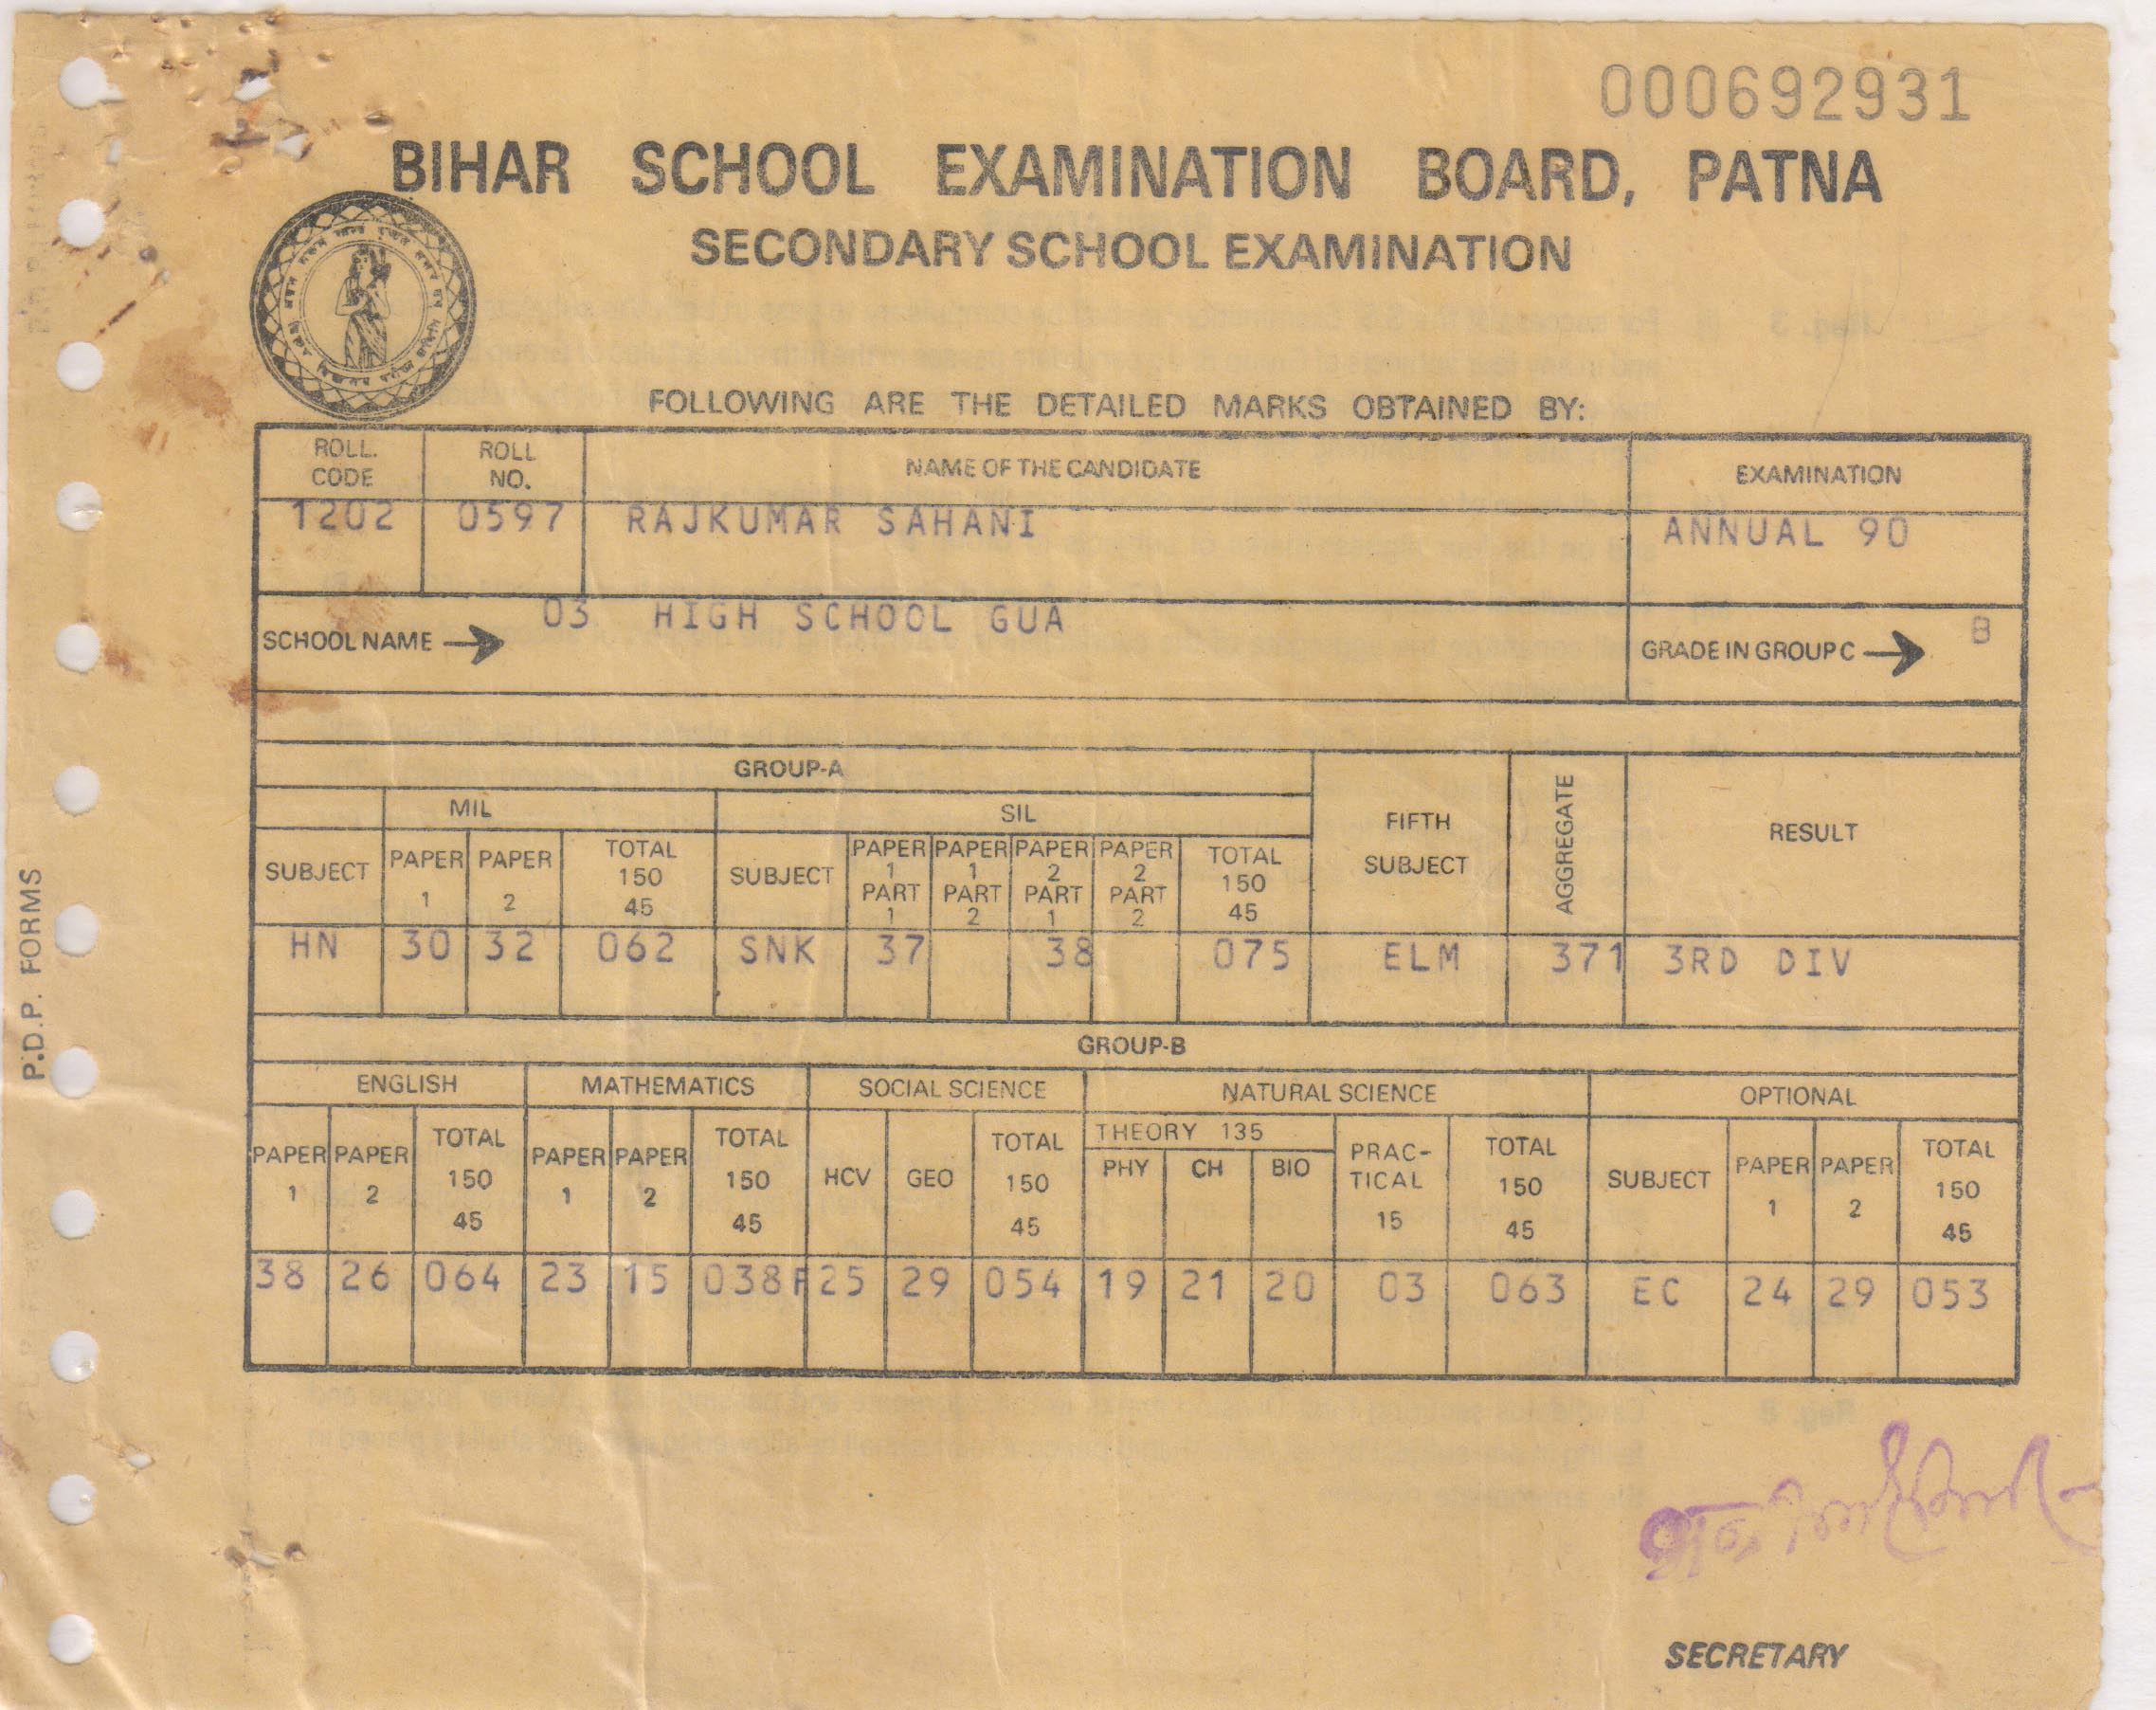 000692931
BIHAR SCHOOL EXAMINATION BOARD, PATNA
SECONDARY SCHOOL EXAMINATION
FOLLOWING ARE THE DETAILED MARKS OBTAINED BY:
ROLL. CODE ROLL NO. NAME OF THE CANDIDATE EXAMINATION
1202 0597 RAJKUMAR SAHANI ANNUAL 90
SCHOOL NAME → 03 HIGH SCHOOL GUA GRADE IN GROUP C → B
GROUP-A
MIL SIL FIFTH SUBJECT AGGREGATE RESULT
SUBJECT PAPER 1 PAPER 2 TOTAL 150 45 SUBJECT PAPER 1 PART 1 PAPER 1 PART 2 PAPER 2 PART 1 PAPER 2 PART 2 TOTAL 150 45
HN 30 32 062 SNK 37 38 075 ELM 371 3RD DIV
GROUP-B
ENGLISH MATHEMATICS SOCIAL SCIENCE NATURAL SCIENCE OPTIONAL
PAPER 1 PAPER 2 TOTAL 150 45 PAPER 1 PAPER 2 TOTAL 150 45 HCV GEO TOTAL 150 45 THEORY 135 PHY CH BIO PRAC-TICAL 15 TOTAL 150 45 SUBJECT PAPER 1 PAPER 2 TOTAL 150 45
38 26 064 23 15 038F 25 29 054 19 21 20 03 063 EC 24 29 053
SECRETARY
P.D.P. FORMS